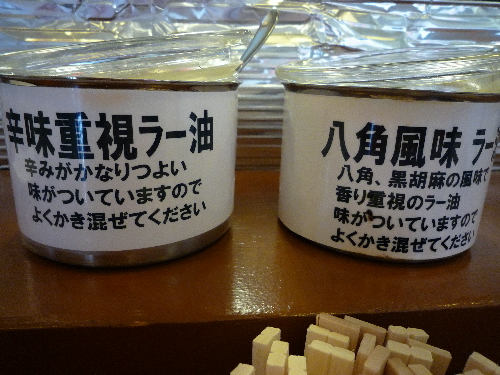 辛味重視ラー油
辛みがかなりつよい
味がついていますので
よくかき混ぜてください
八角風味 ラー
八角、黒胡麻の風味で
香り重視のラー油
味がついていますので
よくかき混ぜてください